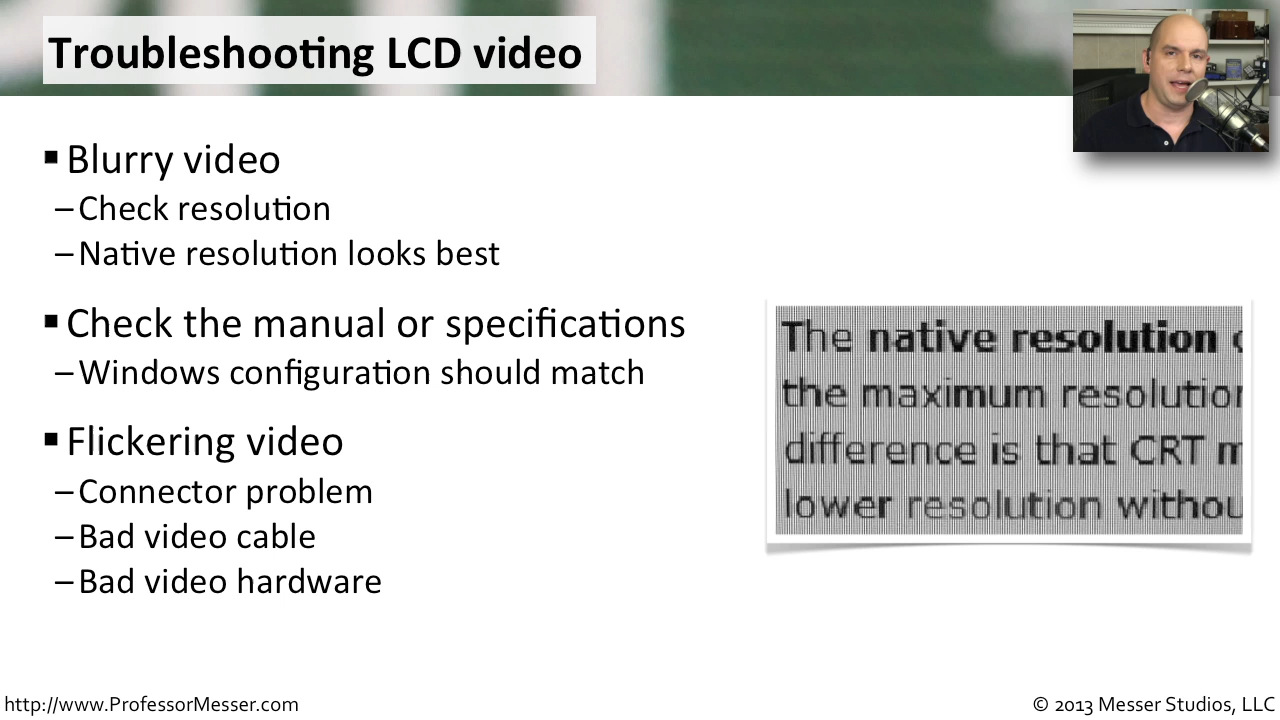 Troubleshooting LCD video
▪ Blurry video
– Check resolution
– Native resolution looks best
▪ Check the manual or specifications
– Windows configuration should match
▪ Flickering video
– Connector problem
– Bad video cable
– Bad video hardware
The native resolution
the maximum resolution
difference is that CRT
lower resolution
http://www.ProfessorMesser.com
© 2013 Messer Studios, LLC